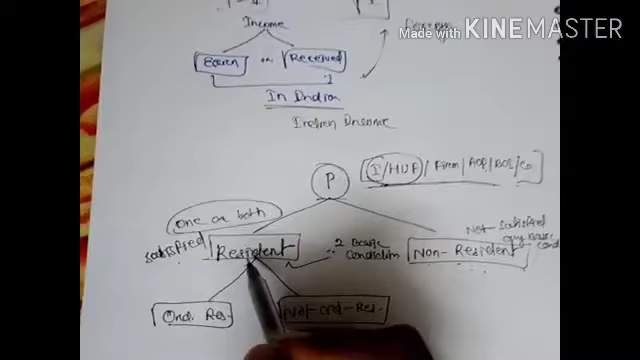 Made with KINEMASTER
Income
Earn or Received
In India
Indian Income
P [I/HUF/Firm/AOP/BOI/Co]
One or both
Not satisfied
any basic
cond
satisfied Resident 2 Basic
Condition
Non-Resident
Ord. Res- Not-ord-Res-